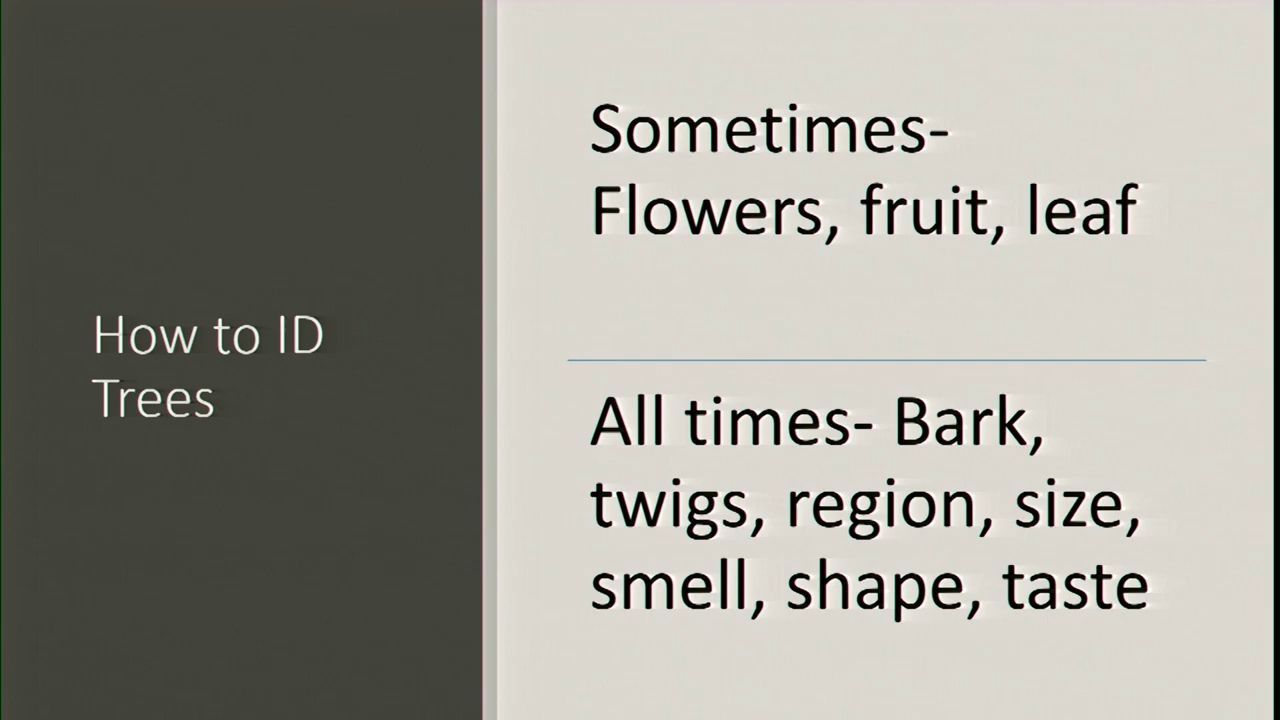 How to ID
Trees
Sometimes-
Flowers, fruit, leaf
All times- Bark,
twigs, region, size,
smell, shape, taste